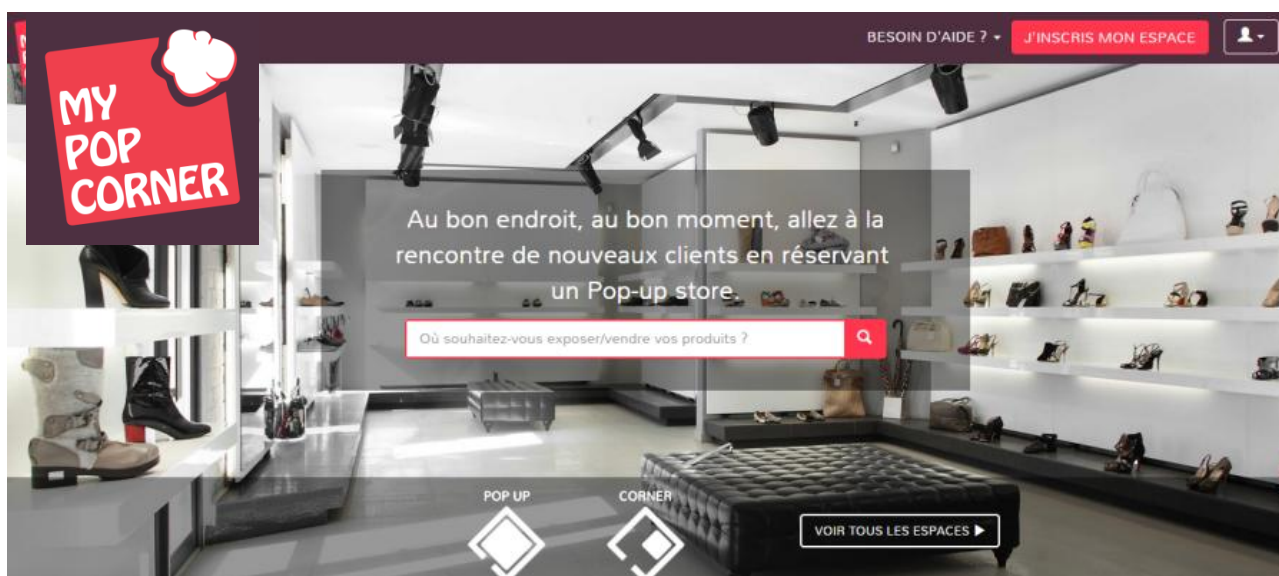 BESOIN D'AIDE ?
J'INSCRIS MON ESPACE
MY
POP
CORNER
Au bon endroit, au bon moment, allez à la
rencontre de nouveaux clients en réservant
un Pop-up store.
Où souhaitez-vous exposer/vendre vos produits ?
POP UP
CORNER
VOIR TOUS LES ESPACES